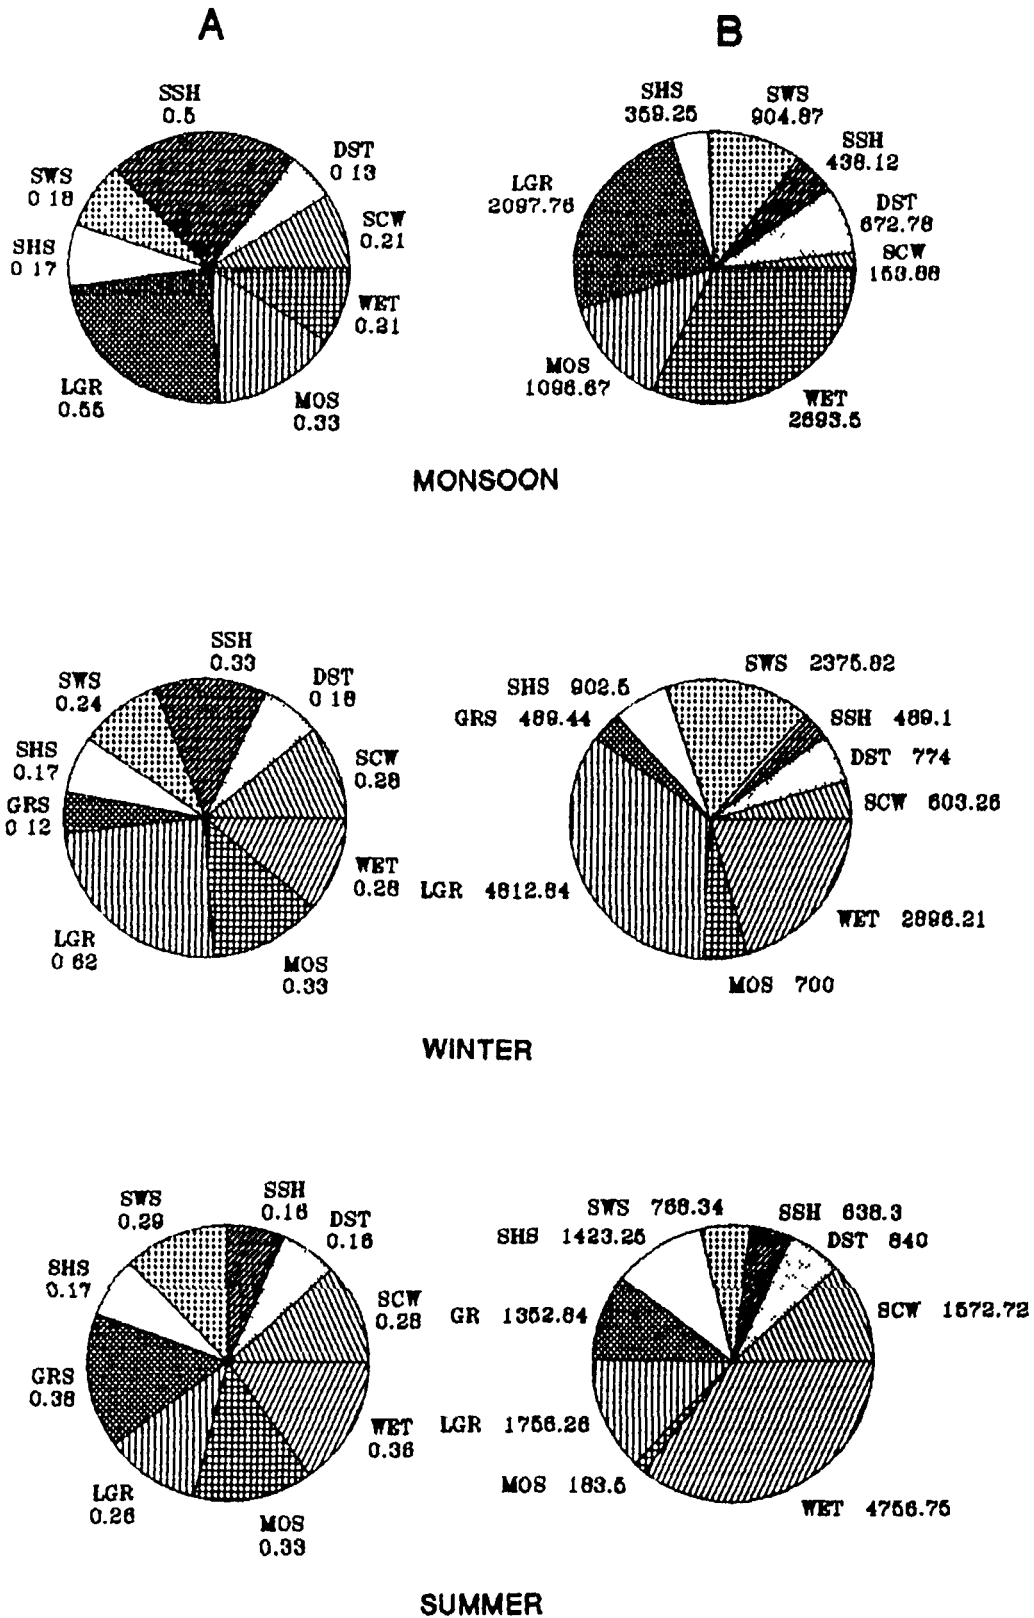 A
B
SSH
0.5
DST
0 13
SCW
0.21
WET
0.21
MOS
0.33
LGR
0.55
SHS
0 17
SWS
0 18
SHS
359.25
SWS
904.87
SSH
438.12
DST
672.78
SCW
153.88
WET
2693.5
MOS
1096.67
LGR
2097.76
MONSOON
SSH
0.33
DST
0 18
SCW
0.28
WET
0.28
MOS
0.33
LGR
0 62
GRS
0 12
SHS
0.17
SWS
0.24
SWS 2375.82
SSH 489.1
DST 774
SCW 603.26
WET 2896.21
MOS 700
LGR 4812.84
GRS 489.44
SHS 902.5
WINTER
SSH
0.16
DST
0.16
SCW
0.28
WET
0.36
MOS
0.33
LGR
0.26
GRS
0.38
SHS
0.17
SWS
0.29
SWS 768.34
SSH 638.3
DST 840
SCW 1572.72
WET 4756.75
MOS 183.5
LGR 1756.26
GR 1352.84
SHS 1423.25
SUMMER